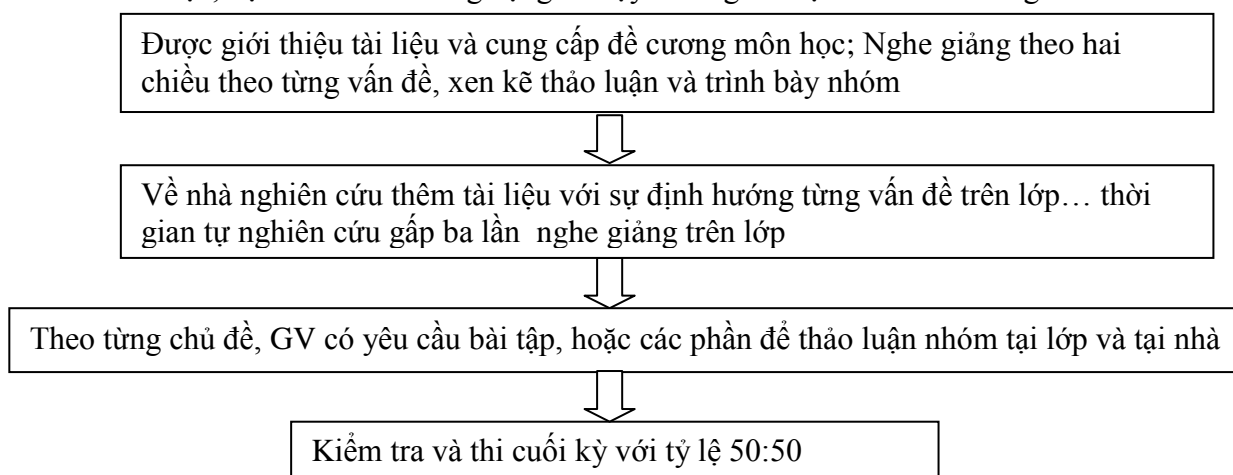 Được giới thiệu tài liệu và cung cấp đề cương môn học; Nghe giảng theo hai
chiều theo từng vấn đề, xen kẽ thảo luận và trình bày nhóm
Về nhà nghiên cứu thêm tài liệu với sự định hướng từng vấn đề trên lớp… thời
gian tự nghiên cứu gấp ba lần nghe giảng trên lớp
Theo từng chủ đề, GV có yêu cầu bài tập, hoặc các phần để thảo luận nhóm tại lớp và tại nhà
Kiểm tra và thi cuối kỳ với tỷ lệ 50:50